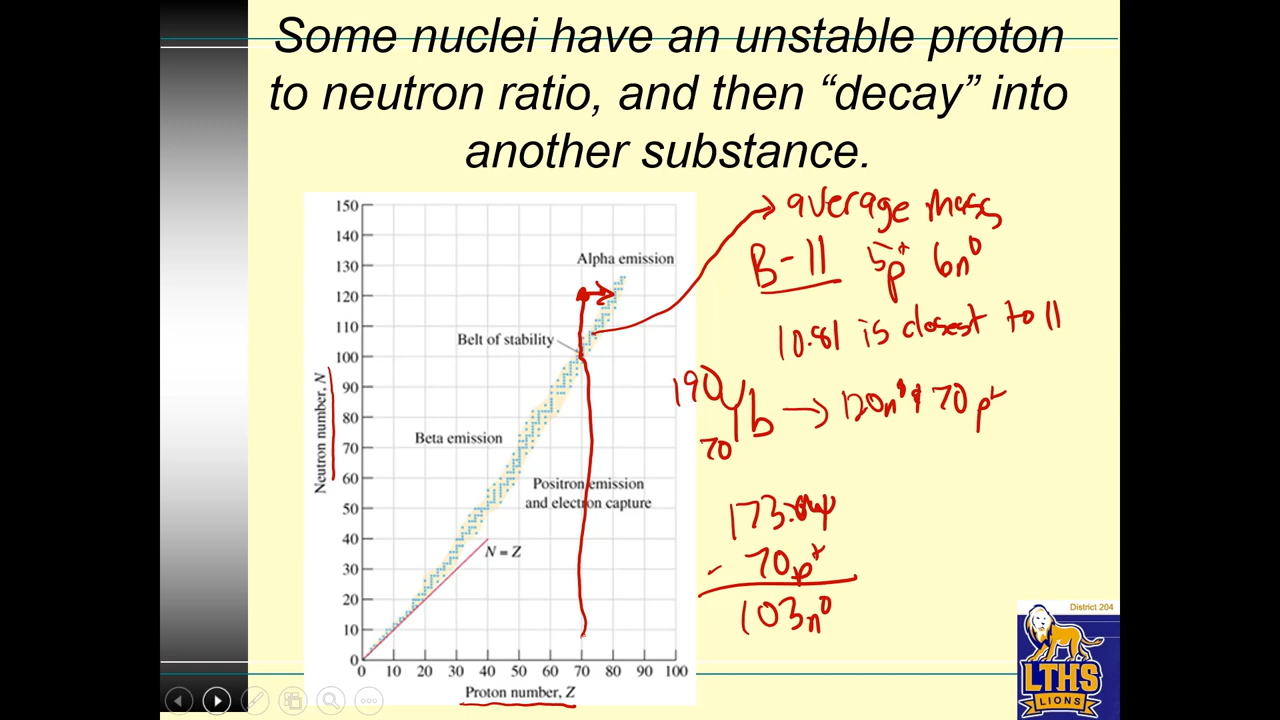 Some nuclei have an unstable proton
to neutron ratio, and then “decay” into
another substance.
150
140
130
120
110
100
90
80
70
60
50
40
30
20
10
0
Neutron number, N
0 10 20 30 40 50 60 70 80 90 100
Proton number, Z
Alpha emission
Belt of stability
Beta emission
Positron emission
and electron capture
N = Z
average mass
B-11 5p⁺ 6n⁰
10.81 is closest to 11
190
Yb → 120n⁰ 70p⁺
70
173.
- 70p⁺
103n⁰
District 204
LTHS
LIONS